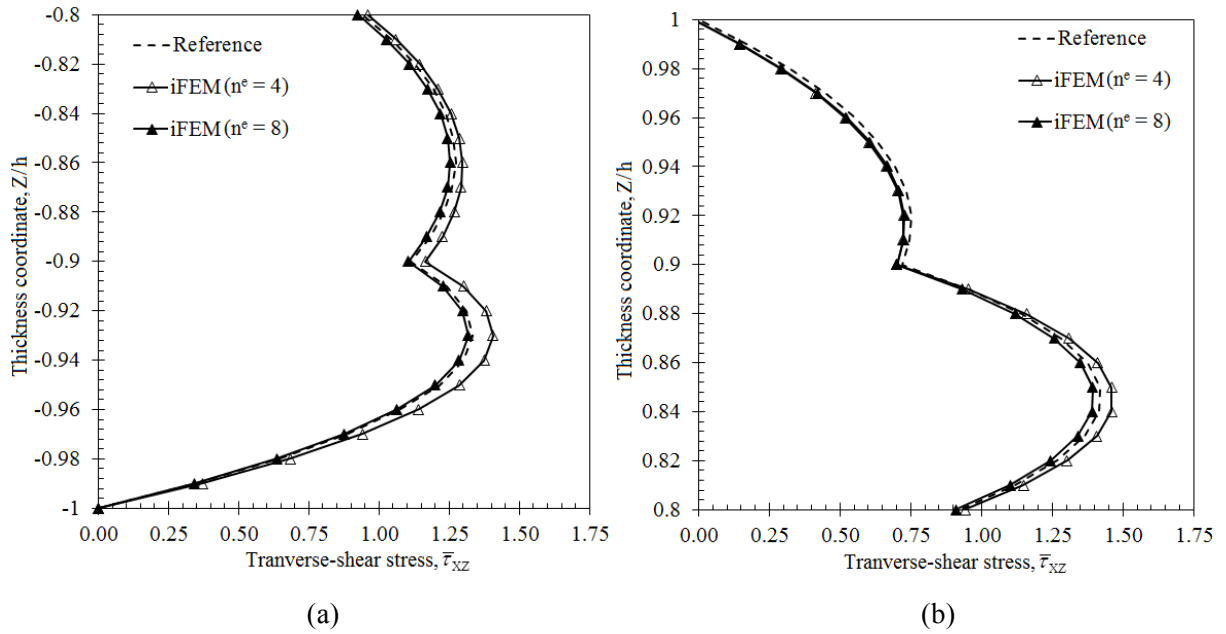 -0.8
-0.82
-0.84
-0.86
-0.88
-0.9
-0.92
-0.94
-0.96
-0.98
-1
Thickness coordinate, Z/h
Reference
iFEM (nᵉ = 4)
iFEM (nᵉ = 8)
0.00 0.25 0.50 0.75 1.00 1.25 1.50 1.75
Tranverse-shear stress, τ̅XZ
(a)
1
0.98
0.96
0.94
0.92
0.9
0.88
0.86
0.84
0.82
0.8
Thickness coordinate, Z/h
Reference
iFEM (nᵉ = 4)
iFEM (nᵉ = 8)
0.00 0.25 0.50 0.75 1.00 1.25 1.50 1.75
Tranverse-shear stress, τ̅XZ
(b)